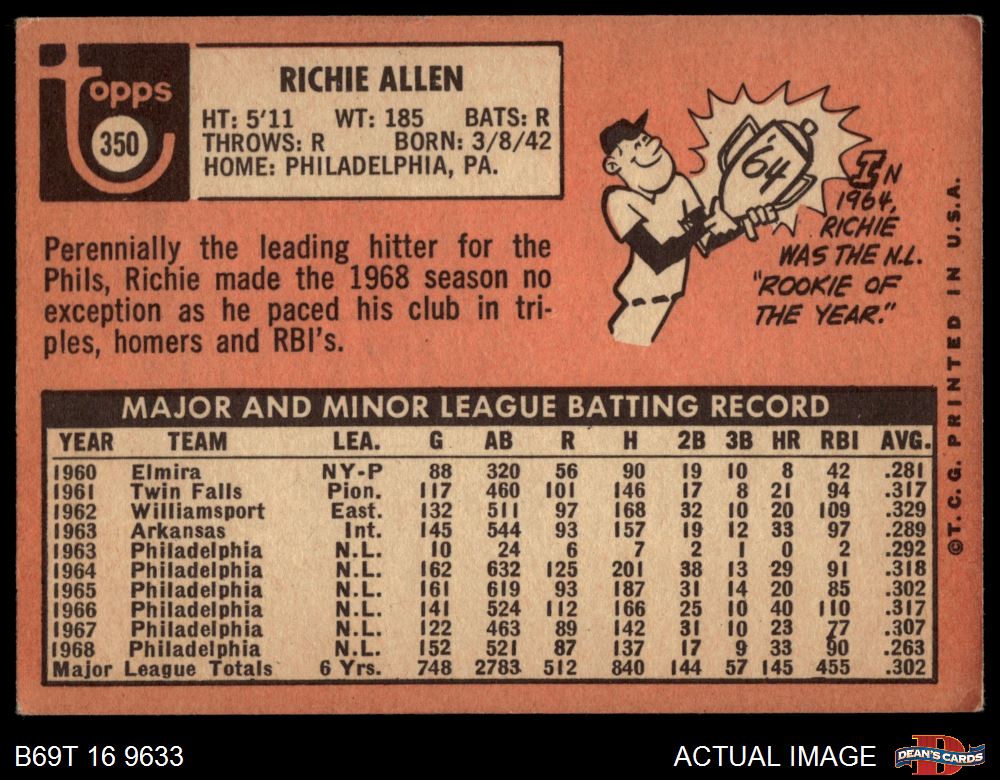 Topps
350
RICHIE ALLEN
HT: 5'11 WT: 185 BATS: R
THROWS: R BORN: 3/8/42
HOME: PHILADELPHIA, PA.
Perennially the leading hitter for the
Phils, Richie made the 1968 season no
exception as he paced his club in tri-
ples, homers and RBI's.
'64
IN
1964,
RICHIE
WAS THE N.L.
"ROOKIE OF
THE YEAR."
MAJOR AND MINOR LEAGUE BATTING RECORD
YEAR TEAM LEA. G AB R H 2B 3B HR RBI AVG.
1960 Elmira NY-P 88 320 56 90 19 10 8 42 .281
1961 Twin Falls Pion. 117 460 101 146 17 8 21 94 .317
1962 Williamsport East. 132 511 97 168 32 10 20 109 .329
1963 Arkansas Int. 145 544 93 157 19 12 33 97 .289
1963 Philadelphia N.L. 10 24 6 7 2 1 0 2 .292
1964 Philadelphia N.L. 162 632 125 201 38 13 29 91 .318
1965 Philadelphia N.L. 161 619 93 187 31 14 20 85 .302
1966 Philadelphia N.L. 141 524 112 166 25 10 40 110 .317
1967 Philadelphia N.L. 122 463 89 142 31 10 23 77 .307
1968 Philadelphia N.L. 152 521 87 137 17 9 33 90 .263
Major League Totals 6 Yrs. 748 2783 512 840 144 57 145 455 .302
©T.C.G. PRINTED IN U.S.A.
B69T 16 9633
ACTUAL IMAGE
DEAN'S CARDS